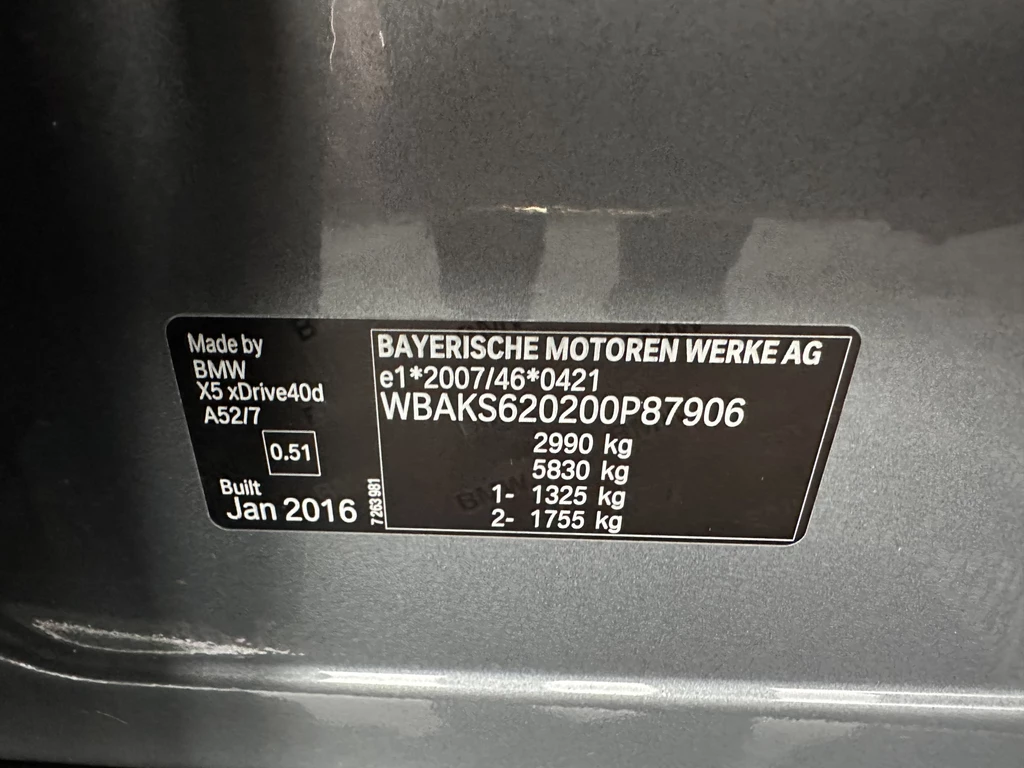 Made by
BMW
X5 xDrive40d
A52/7
0.51
Built
Jan 2016
7 263 981
BAYERISCHE MOTOREN WERKE AG
e1*2007/46*0421
WBAKS620200P87906
2990 kg
5830 kg
1- 1325 kg
2- 1755 kg